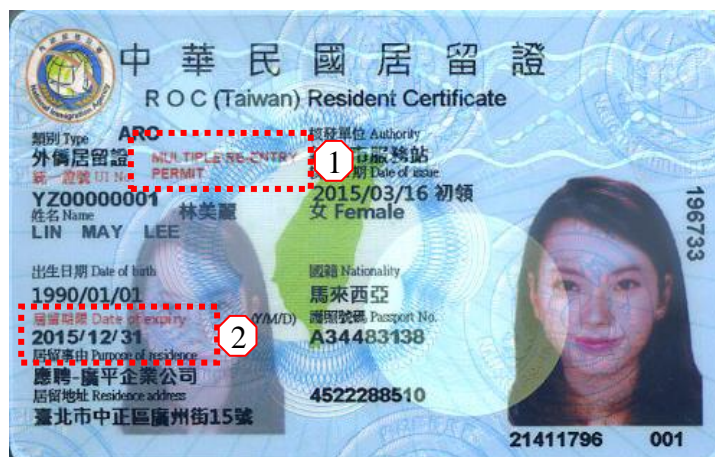 中華民國居留證
ROC (Taiwan) Resident Certificate
類別 Type ARC
外僑居留證 MULTIPLE RE-ENTRY PERMIT
核發單位 Authority
市服務站
統一證號 UI No
期 Date of issue
YZ00000001
2015/03/16 初領
姓名 Name 林美麗
女 Female
LIN MAY LEE
出生日期 Date of birth
國籍 Nationality
1990/01/01
馬來西亞
居留期限 Date of expiry (Y/M/D)
護照號碼 Passport No.
2015/12/31
A34483138
居留事由 Purpose of residence
應聘-廣平企業公司
居留地址 Residence address
4522288510
臺北市中正區廣州街15號
196733
21411796 001
1
2